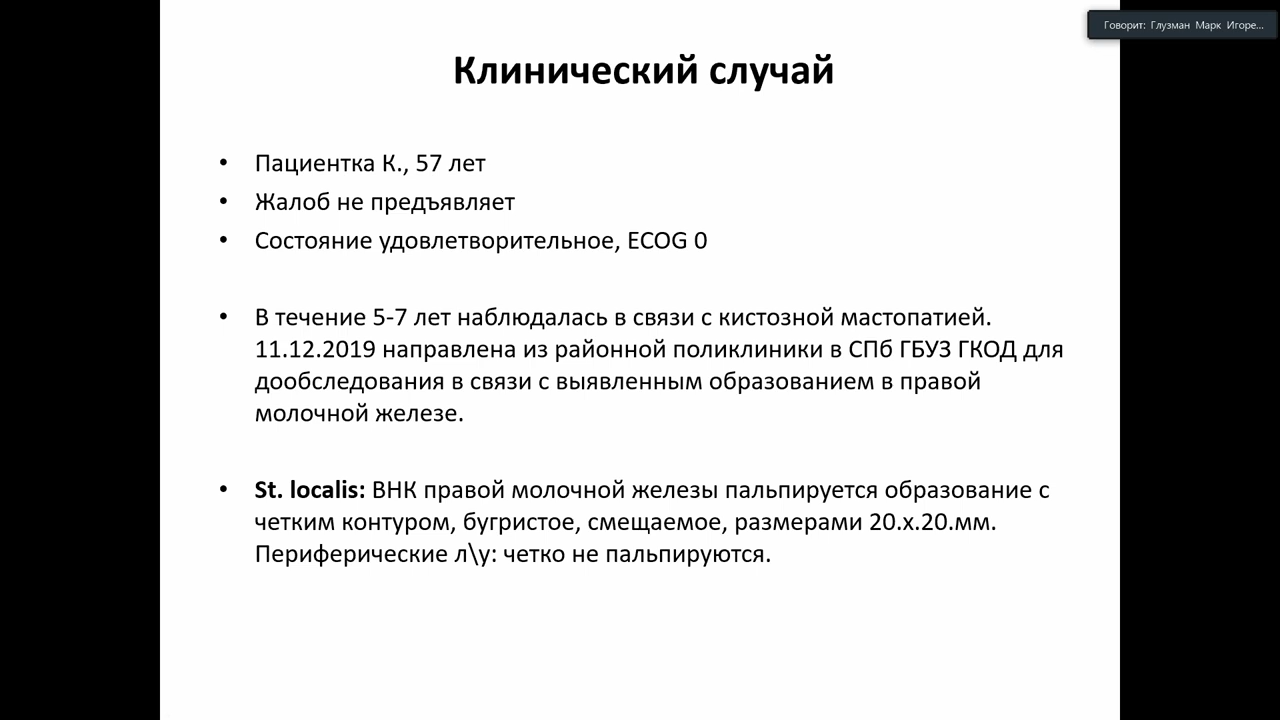 Говорит: Глузман Марк Игоре...
Клинический случай
• Пациентка К., 57 лет
• Жалоб не предъявляет
• Состояние удовлетворительное, ECOG 0
• В течение 5-7 лет наблюдалась в связи с кистозной мастопатией.
11.12.2019 направлена из районной поликлиники в СПб ГБУЗ ГКОД для
дообследования в связи с выявленным образованием в правой
молочной железе.
• St. localis: ВНК правой молочной железы пальпируется образование с
четким контуром, бугристое, смещаемое, размерами 20.х.20.мм.
Периферические л\у: четко не пальпируются.